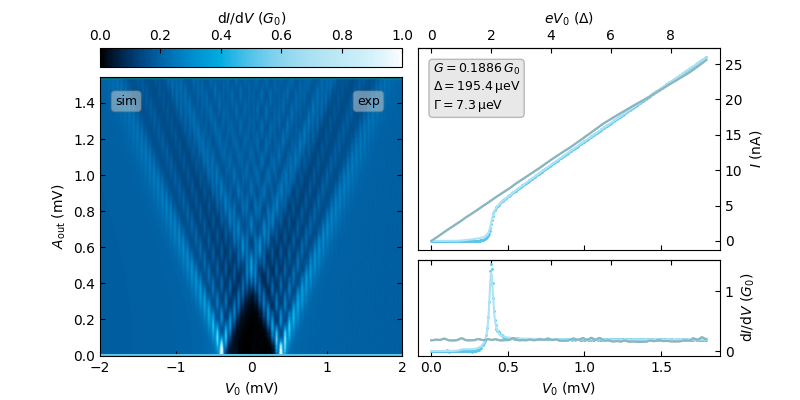 dI/dV (G₀)
0.0 0.2 0.4 0.6 0.8 1.0
sim
exp
A_out (mV)
1.4
1.2
1.0
0.8
0.6
0.4
0.2
0.0
−2 −1 0 1 2
V₀ (mV)
eV₀ (Δ)
0 2 4 6 8
G = 0.1886 G₀
Δ = 195.4 μeV
Γ = 7.3 μeV
25
20
15
10
5
0
I (nA)
1
0
dI/dV (G₀)
0.0 0.5 1.0 1.5
V₀ (mV)